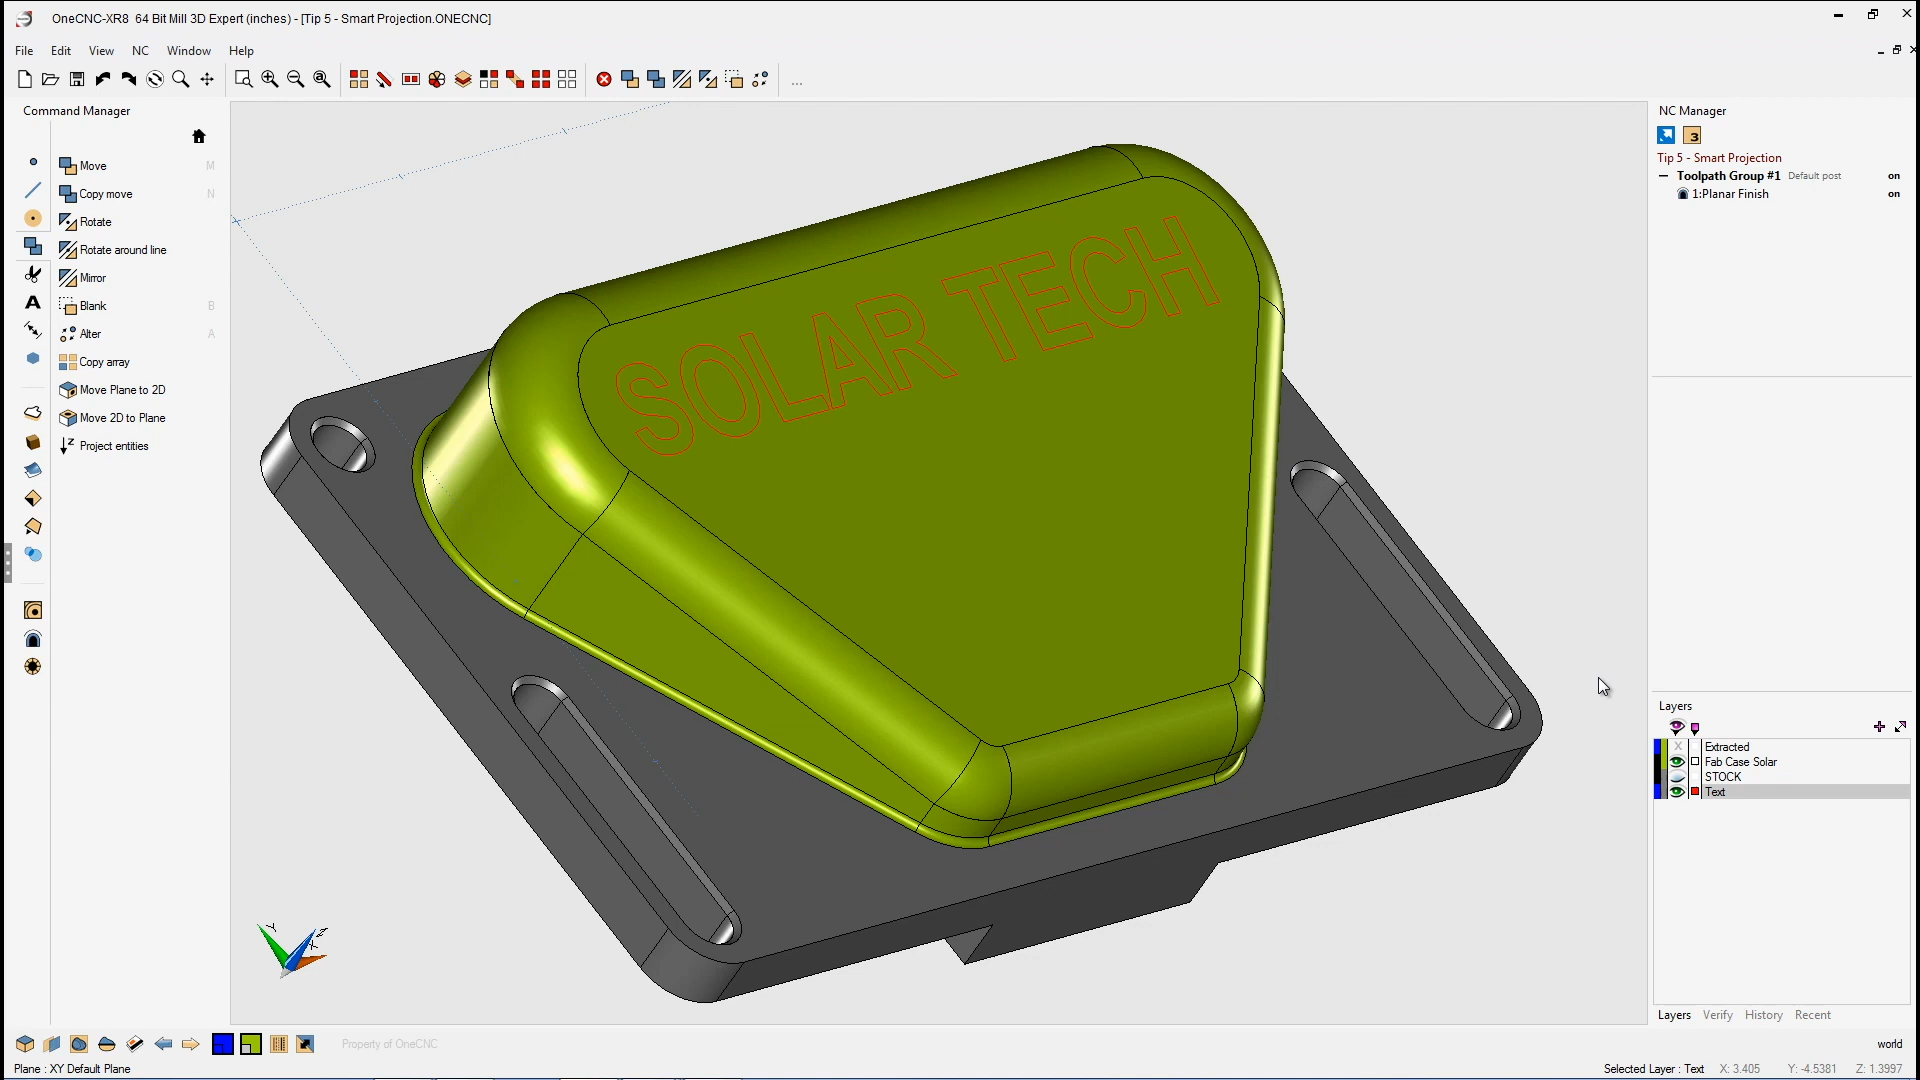 OneCNC-XR8 64 Bit Mill 3D Expert (inches) - [Tip 5 - Smart Projection.ONECNC]
File Edit View NC Window Help
...
Command Manager
Move M
Copy move N
Rotate
Rotate around line
Mirror
Blank B
Alter A
Copy array
Move Plane to 2D
Move 2D to Plane
Project entities
A
SOLAR TECH
NC Manager
3
Tip 5 - Smart Projection
Toolpath Group #1 Default post on
1:Planar Finish on
Layers
X Extracted
Fab Case Solar
STOCK
Text
Layers Verify History Recent
Property of OneCNC
world
Plane : XY Default Plane
Selected Layer : Text X: 3.405 Y: -4.5381 Z: 1.3997